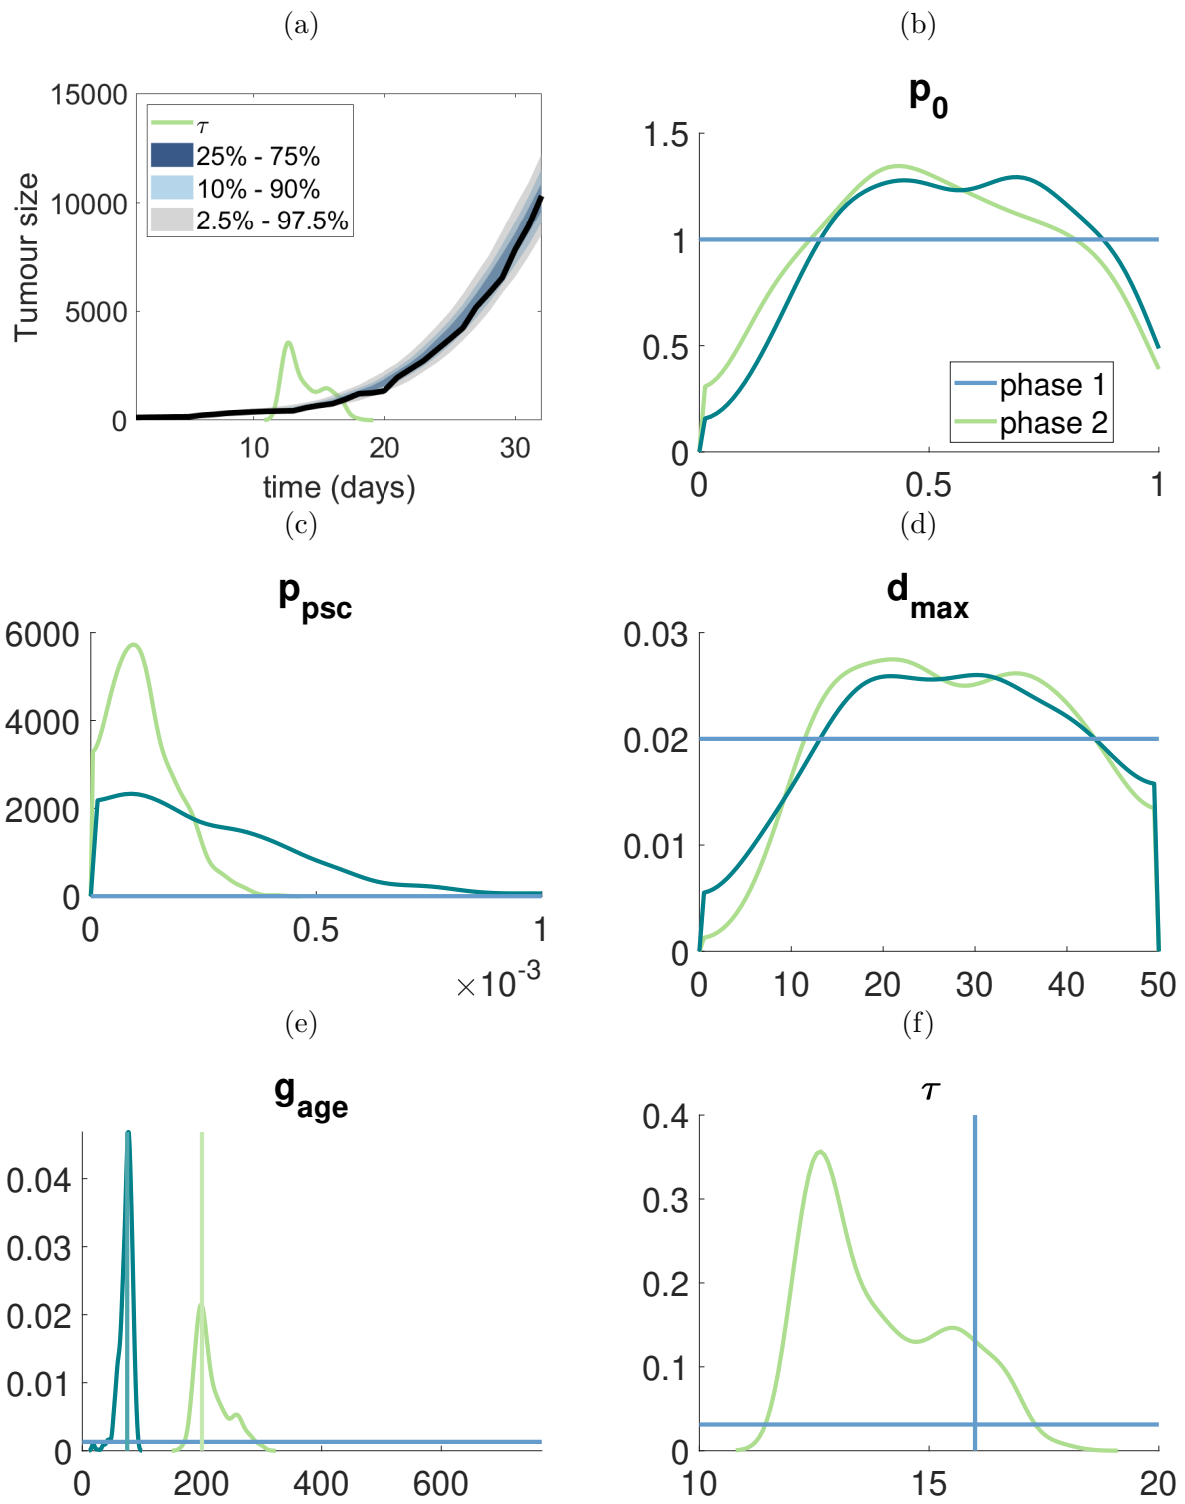 (a)
15000
10000
5000
0
Tumour size
τ
25% - 75%
10% - 90%
2.5% - 97.5%
10
20
30
time (days)
(b)
p0
1.5
1
0.5
0
phase 1
phase 2
0
0.5
1
(c)
ppsc
6000
4000
2000
0
0
0.5
1
×10-3
(d)
dmax
0.03
0.02
0.01
0
0
10
20
30
40
50
(e)
gage
0.04
0.03
0.02
0.01
0
0
200
400
600
(f)
τ
0.4
0.3
0.2
0.1
0
10
15
20